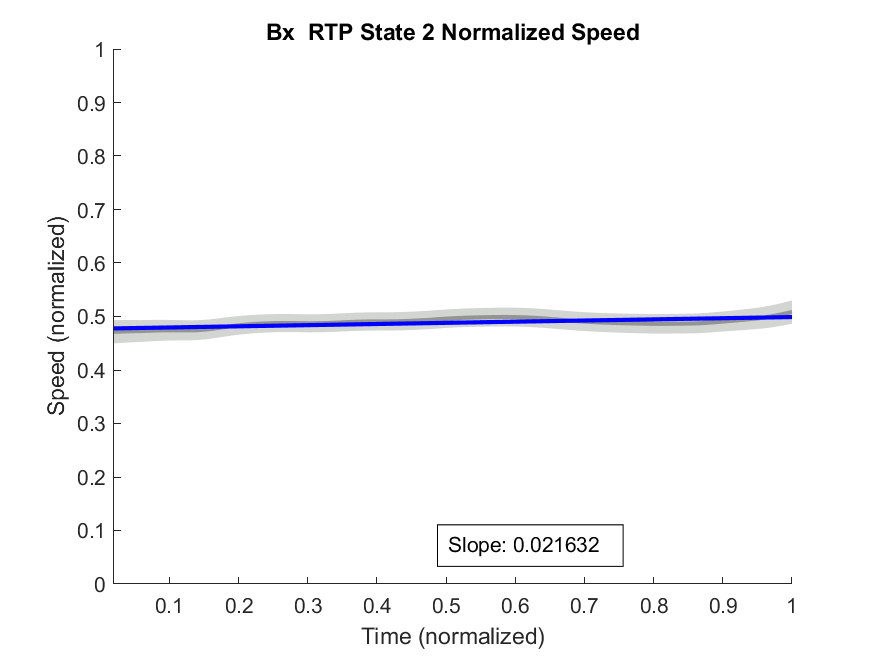 Bx  RTP State 2 Normalized Speed
1
0.9
0.8
0.7
0.6
0.5
0.4
0.3
0.2
0.1
0
Speed (normalized)
Slope: 0.021632
0.1 0.2 0.3 0.4 0.5 0.6 0.7 0.8 0.9 1
Time (normalized)